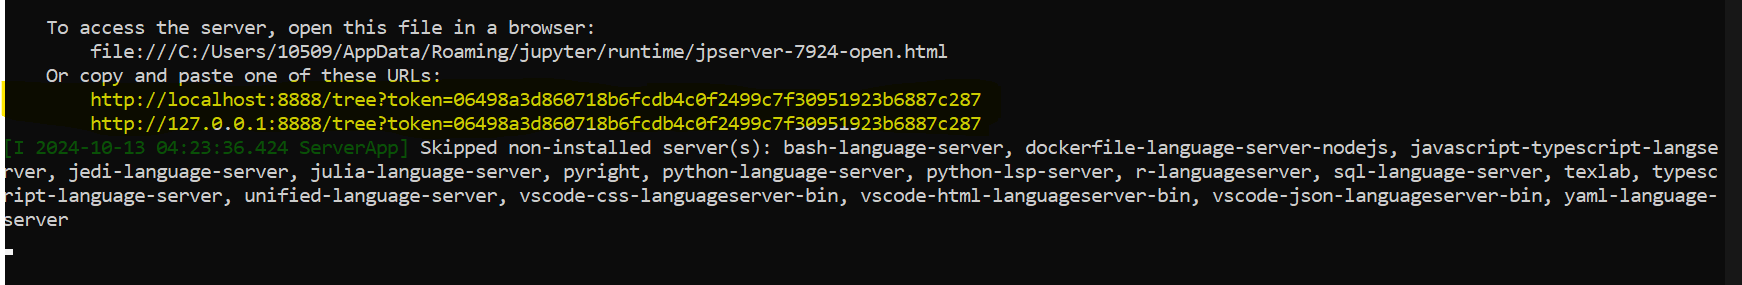 To access the server, open this file in a browser:
file:///C:/Users/10509/AppData/Roaming/jupyter/runtime/jpserver-7924-open.html
Or copy and paste one of these URLs:
http://localhost:8888/tree?token=06498a3d860718b6fcdb4c0f2499c7f30951923b6887c287
http://127.0.0.1:8888/tree?token=06498a3d860718b6fcdb4c0f2499c7f30951923b6887c287
[I 2024-10-13 04:23:36.424 ServerApp] Skipped non-installed server(s): bash-language-server, dockerfile-language-server-nodejs, javascript-typescript-langse
rver, jedi-language-server, julia-language-server, pyright, python-language-server, python-lsp-server, r-languageserver, sql-language-server, texlab, typesc
ript-language-server, unified-language-server, vscode-css-languageserver-bin, vscode-html-languageserver-bin, vscode-json-languageserver-bin, yaml-language-
server